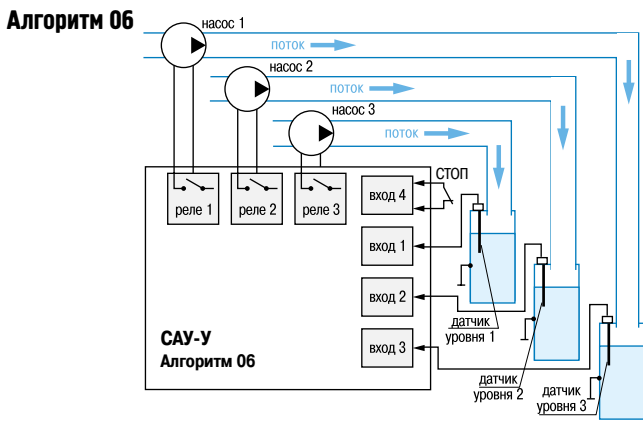 Алгоритм 06
насос 1
поток
насос 2
поток
насос 3
поток
СТОП
реле 1
реле 2
реле 3
вход 4
вход 1
вход 2
вход 3
САУ-У
Алгоритм 06
датчик
уровня 1
датчик
уровня 2
датчик
уровня 3